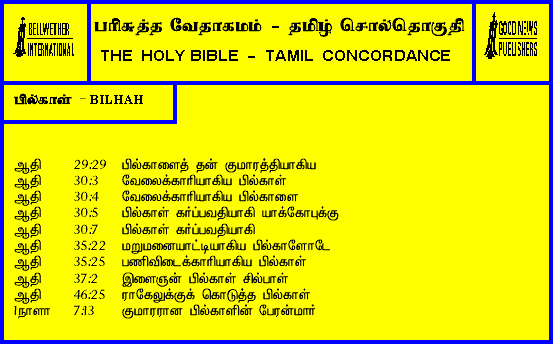 BELLWETHER
INTERNATIONAL
பரிசுத்த வேதாகமம் - தமிழ் சொல்தொகுதி
THE HOLY BIBLE - TAMIL CONCORDANCE
GOOD NEWS
PUBLISHERS
பில்காள் - BILHAH
ஆதி 29:29 பில்காளைத் தன் குமாரத்தியாகிய
ஆதி 30:3 வேலைக்காரியாகிய பில்காள்
ஆதி 30:4 வேலைக்காரியாகிய பில்காளை
ஆதி 30:5 பில்காள் கர்ப்பவதியாகி யாக்கோபுக்கு
ஆதி 30:7 பில்காள் கர்ப்பவதியாகி
ஆதி 35:22 மறுமனையாட்டியாகிய பில்காளோடே
ஆதி 35:25 பணிவிடைக்காரியாகிய பில்காள்
ஆதி 37:2 இளைஞன் பில்காள் சில்பாள்
ஆதி 46:25 ராகேலுக்குக் கொடுத்த பில்காள்
1நாளா 7:13 குமாரரான பில்காளின் பேரன்மார்